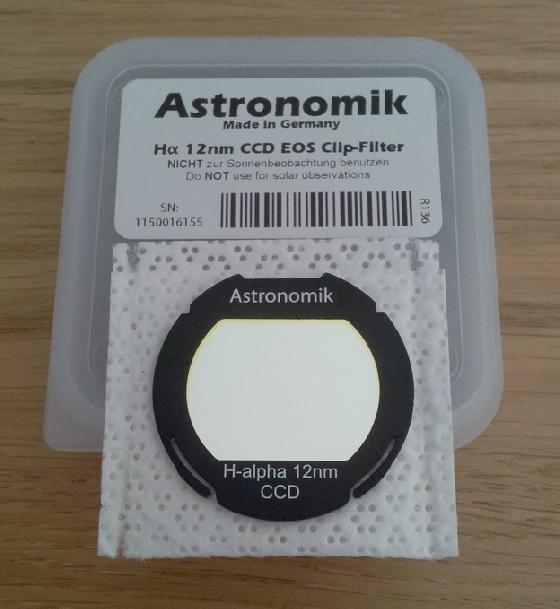 Astronomik
Made in Germany
Hα 12nm CCD EOS Clip-Filter
NICHT zur Sonnenbeobachtung benutzen
Do NOT use for solar observations
SN:
1150016155
R136
Astronomik
H-alpha 12nm
CCD